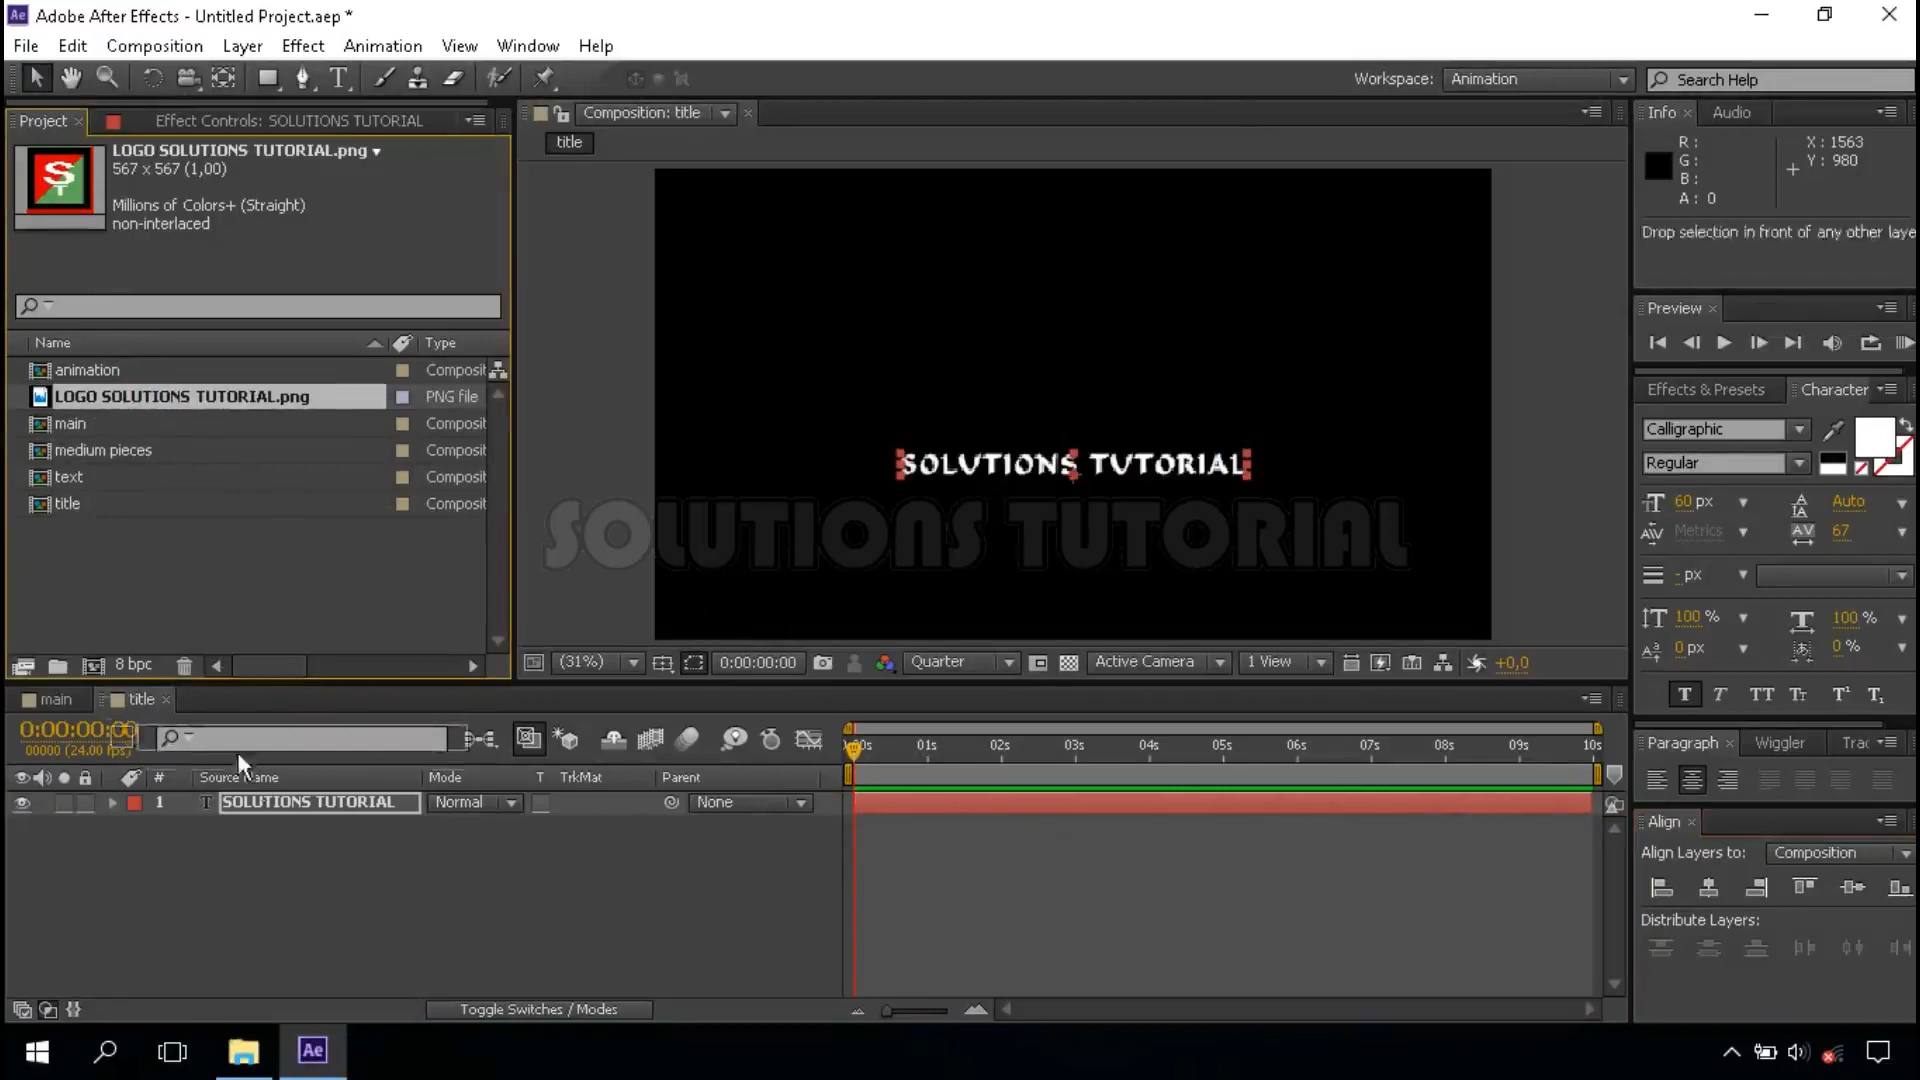 Ae Adobe After Effects - Untitled Project.aep *
File Edit Composition Layer Effect Animation View Window Help
Workspace: Animation Search Help
Project × Effect Controls: SOLUTIONS TUTORIAL
LOGO SOLUTIONS TUTORIAL.png
567 x 567 (1,00)
Millions of Colors+ (Straight)
non-interlaced
Name Type
animation Composit
LOGO SOLUTIONS TUTORIAL.png PNG file
main Composit
medium pieces Composit
text Composit
title Composit
8 bpc
Composition: title ×
title
SOLUTIONS TUTORIAL
SOLUTIONS TUTORIAL
(31%) 0:00:00:00 Quarter Active Camera 1 View +0,0
Info × Audio
R : X : 1563
G : Y : 980
B :
A : 0
Drop selection in front of any other laye
Preview ×
Effects & Presets Character
Calligraphic
Regular
60 px Auto
Metrics 67
- px
100 % 100 %
0 px 0 %
T T TT Tt T¹ T₁
Paragraph × Wiggler Trac
Align ×
Align Layers to: Composition
Distribute Layers:
main title ×
0:00:00:00
00000 (24.00 fps)
# Source Name Mode T TrkMat Parent
1 T SOLUTIONS TUTORIAL Normal None
01s 02s 03s 04s 05s 06s 07s 08s 09s 10s
Toggle Switches / Modes
Ae